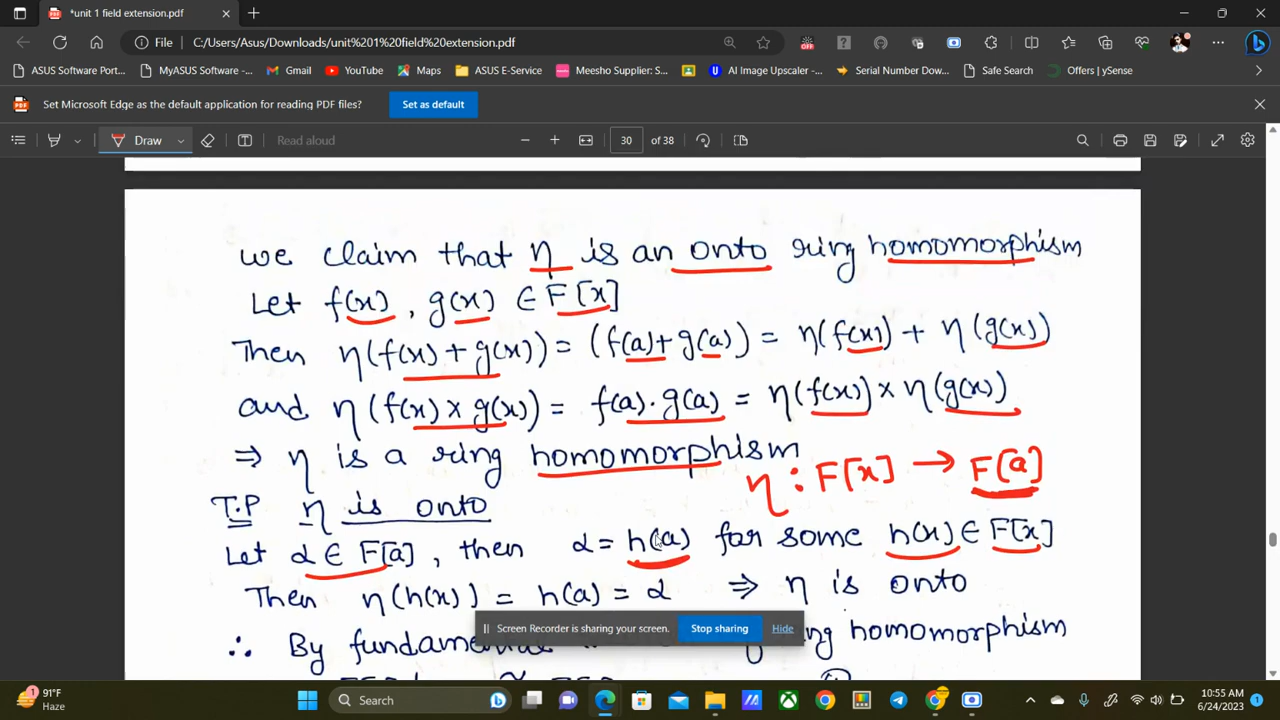 *unit 1 field extension.pdf
File C:/Users/Asus/Downloads/unit%201%20field%20extension.pdf
ASUS Software Port... MyASUS Software -... Gmail YouTube Maps ASUS E-Service Meesho Supplier: S... AI Image Upscaler -... Serial Number Dow... Safe Search Offers | ySense
Set Microsoft Edge as the default application for reading PDF files? Set as default
Draw Read aloud 30 of 38
we claim that η is an onto ring homomorphism
Let f(x), g(x) ∈ F[x]
Then η(f(x) + g(x)) = (f(a) + g(a)) = η(f(x)) + η(g(x))
and η(f(x) × g(x)) = f(a) · g(a) = η(f(x)) × η(g(x))
⇒ η is a ring homomorphism
η : F[x] → F[a]
T.P η is onto
Let α ∈ F[a], then α = h(a) for some h(x) ∈ F[x]
Then η(h(x)) = h(a) = α ⇒ η is onto
Screen Recorder is sharing your screen. Stop sharing Hide
∴ By homomorphism
91°F
Haze
Search
10:55 AM
6/24/2023